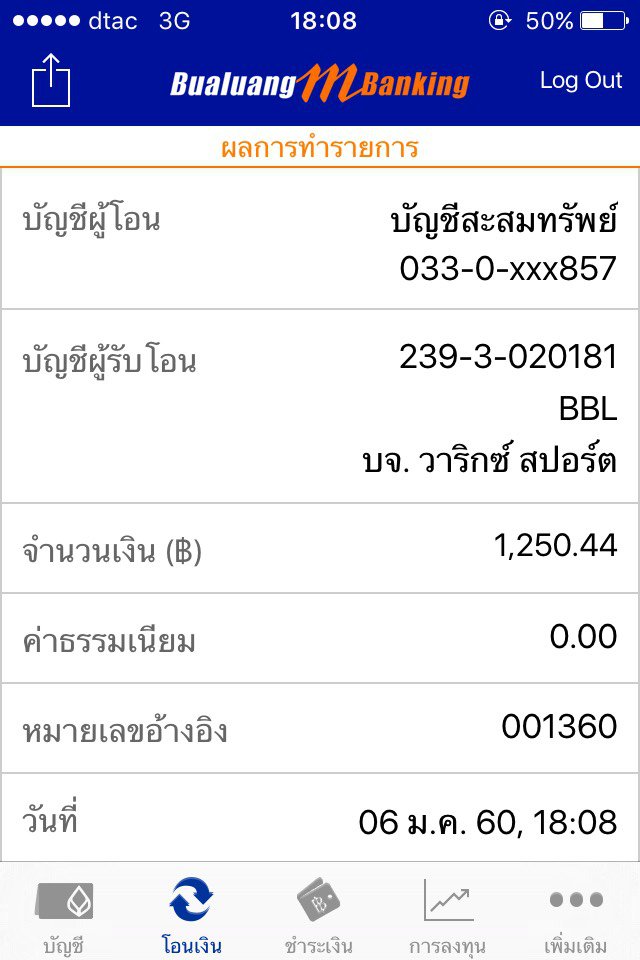 dtac 3G 18:08 50%
Bualuang mBanking Log Out
ผลการทำรายการ
บัญชีผู้โอน บัญชีสะสมทรัพย์
033-0-xxx857
บัญชีผู้รับโอน 239-3-020181
BBL
บจ. วาริกซ์ สปอร์ต
จำนวนเงิน (฿) 1,250.44
ค่าธรรมเนียม 0.00
หมายเลขอ้างอิง 001360
วันที่ 06 ม.ค. 60, 18:08
บัญชี โอนเงิน ชำระเงิน การลงทุน เพิ่มเติม